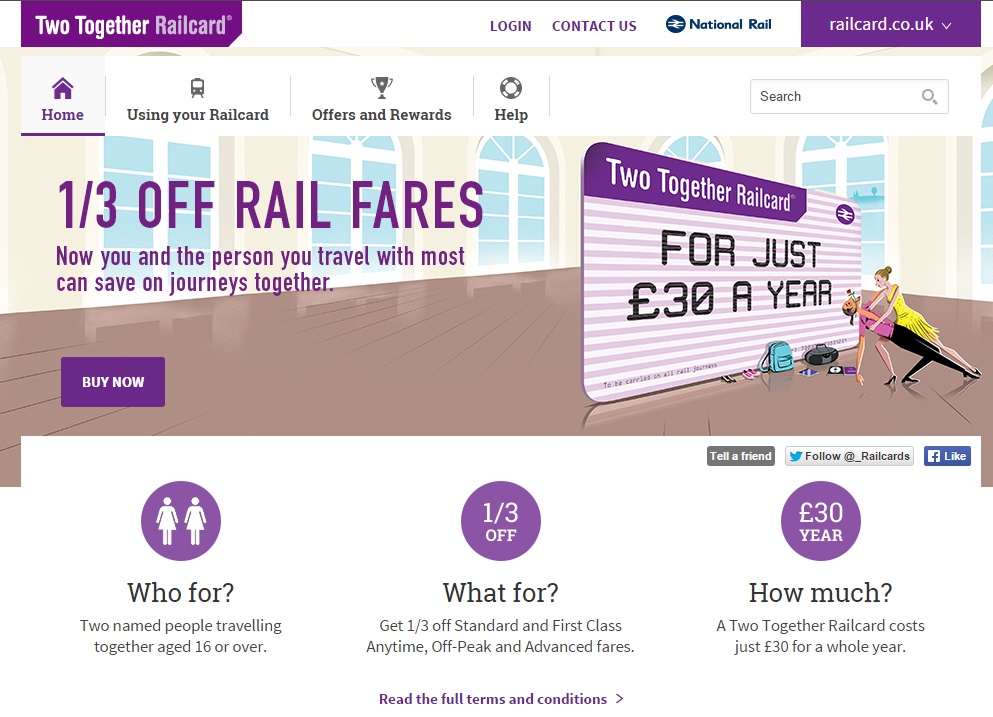 Two Together Railcard®
LOGIN
CONTACT US
National Rail
railcard.co.uk
Home
Using your Railcard
Offers and Rewards
Help
Search
1/3 OFF RAIL FARES
Now you and the person you travel with most
can save on journeys together.
BUY NOW
Two Together Railcard®
FOR JUST
£30 A YEAR
To be carried on all rail journeys
Tell a friend
Follow @_Railcards
Like
1/3
OFF
£30
YEAR
Who for?
Two named people travelling
together aged 16 or over.
What for?
Get 1/3 off Standard and First Class
Anytime, Off-Peak and Advanced fares.
How much?
A Two Together Railcard costs
just £30 for a whole year.
Read the full terms and conditions >